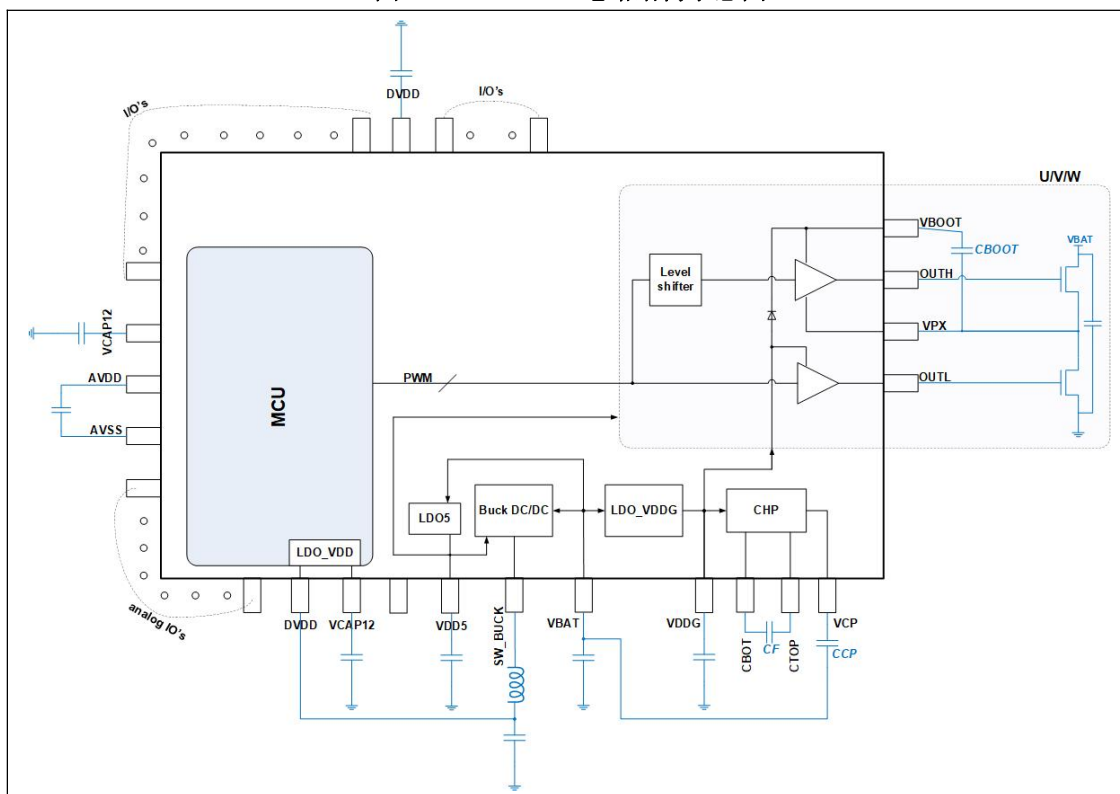 I/O's
DVDD
I/O's
U/V/W
VBOOT
CBOOT
VBAT
Level
shifter
OUTH
VCAP12
VPX
AVDD
PWM
OUTL
MCU
AVSS
LDO5
Buck DC/DC
LDO_VDDG
CHP
LDO_VDD
analog IO's
DVDD
VCAP12
VDD5
SW_BUCK
VBAT
VDDG
CBOT
CF
CTOP
VCP
CCP